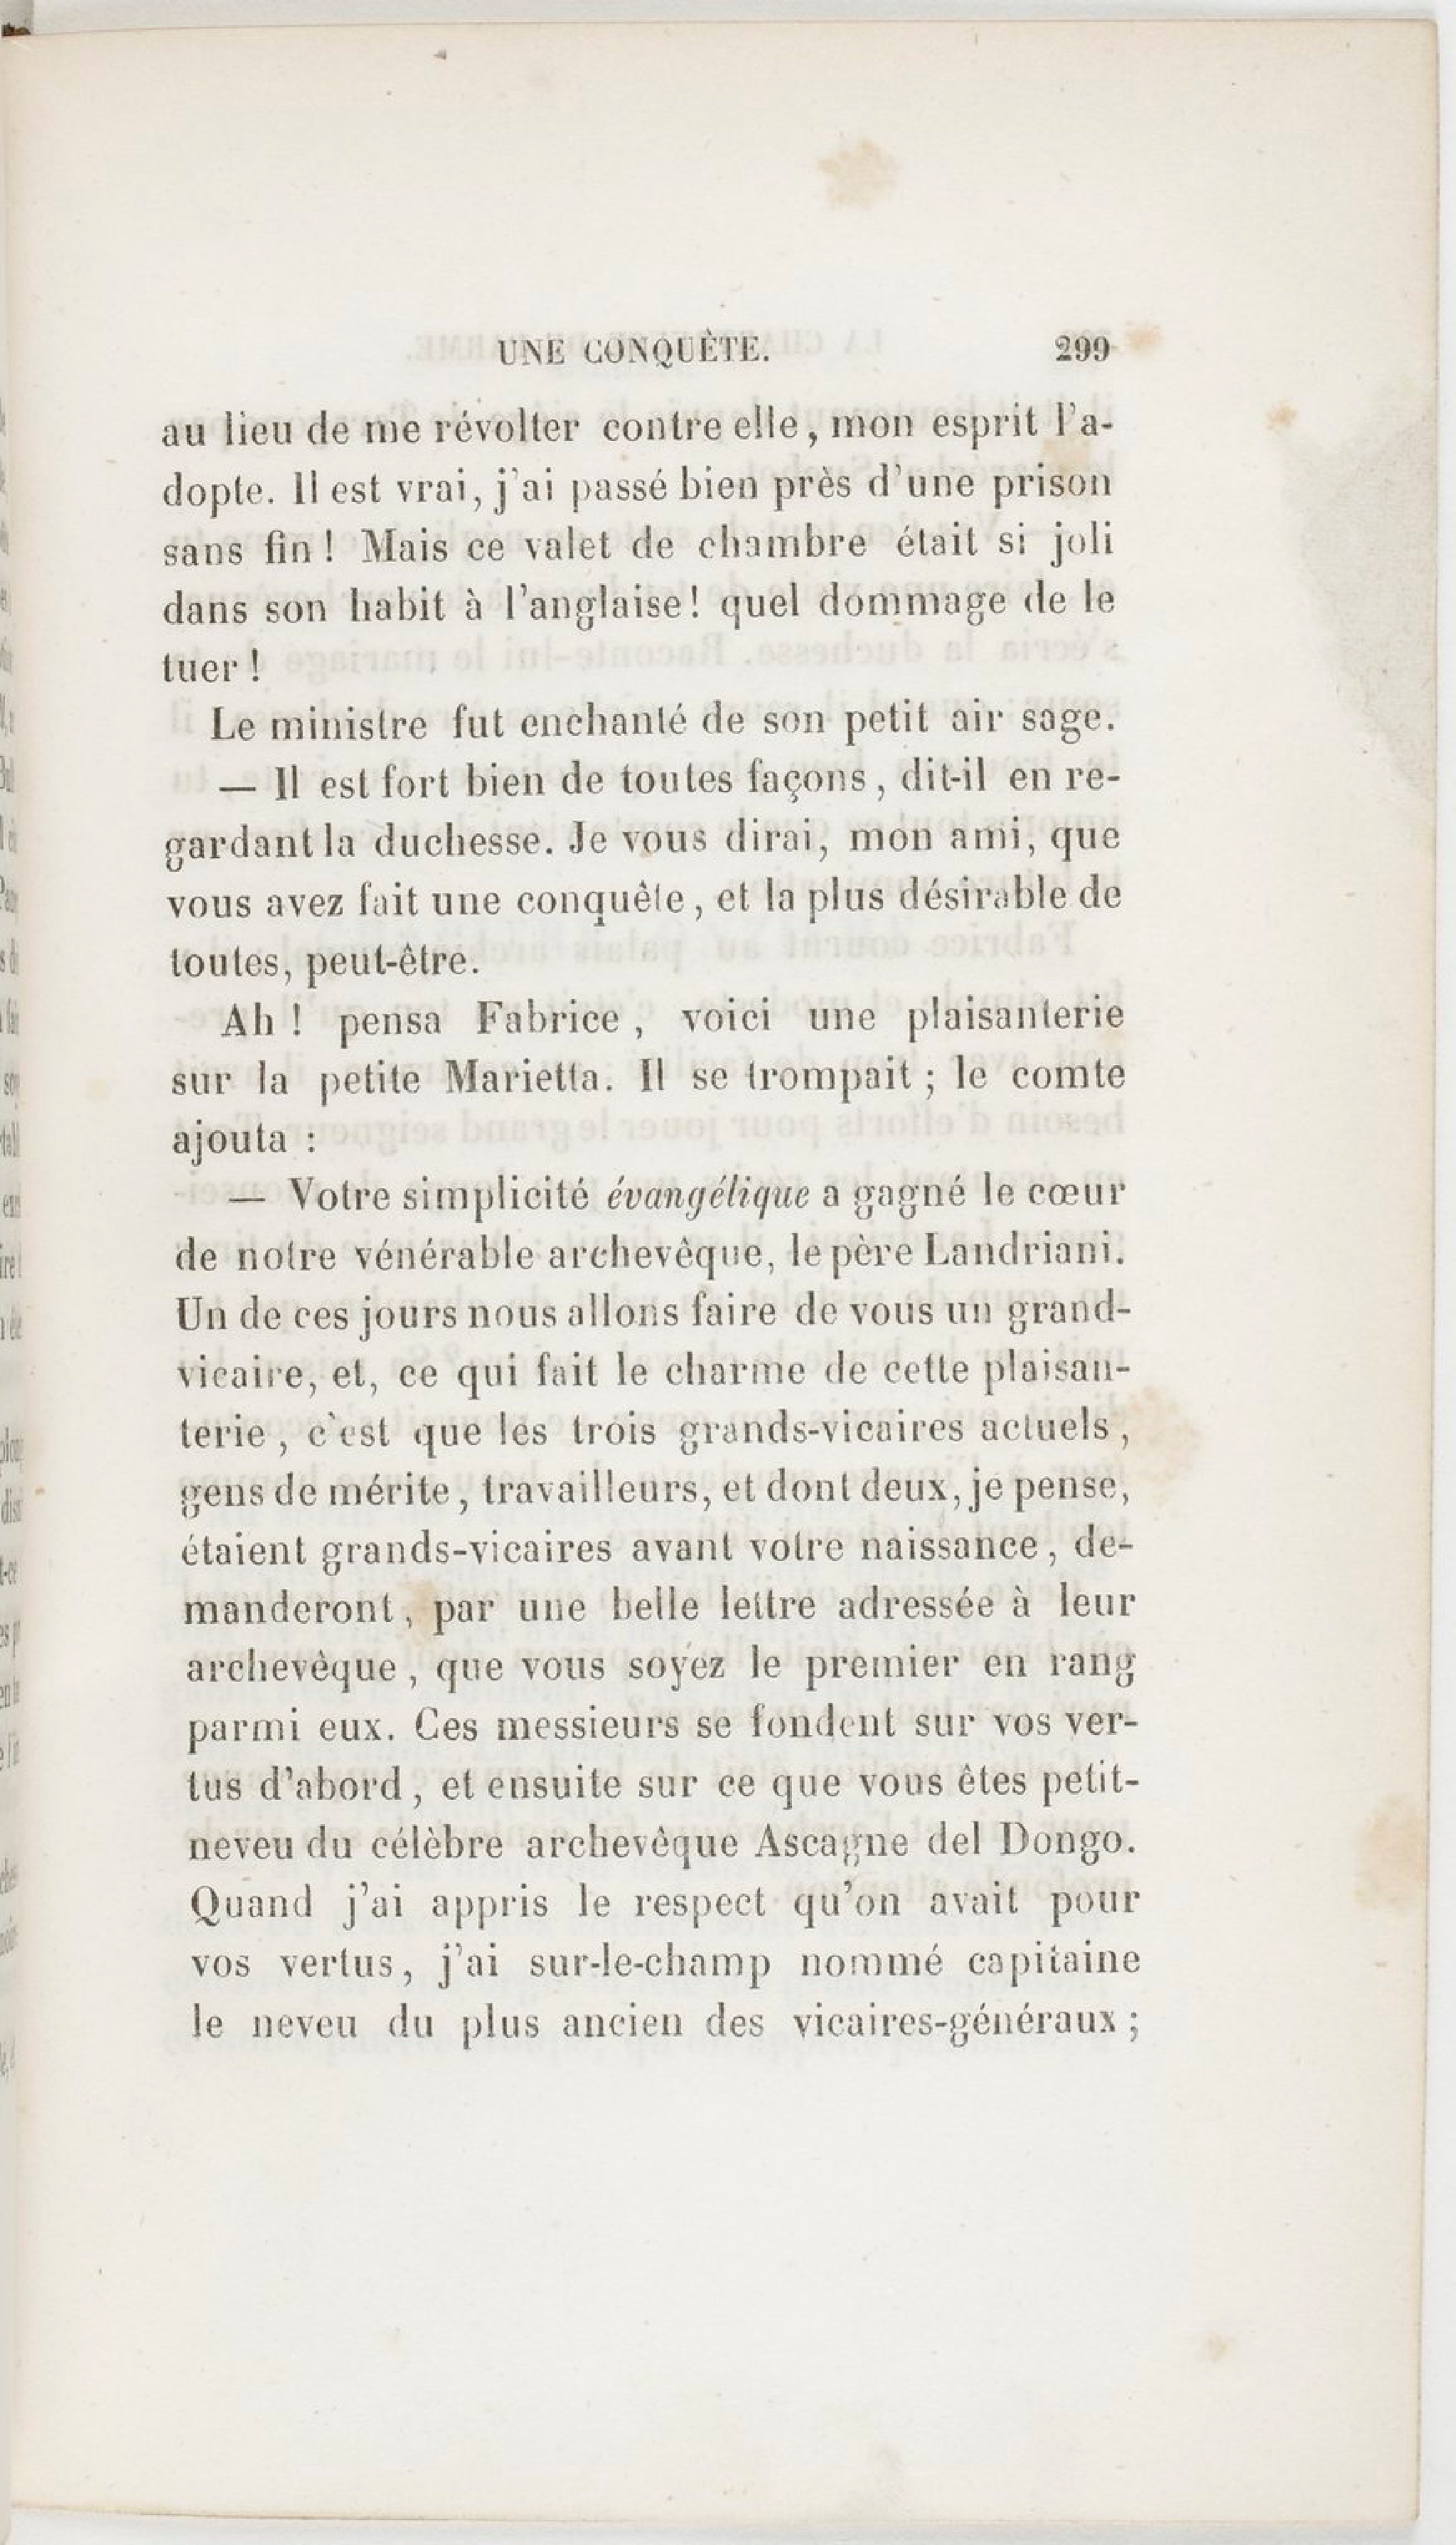 UNE CONQUÈTE. 299
au lieu de me révolter contre elle, mon esprit l'a-
dopte. Il est vrai, j'ai passé bien près d'une prison
sans fin ! Mais ce valet de chambre était si joli
dans son habit à l'anglaise! quel dommage de le
tuer !
Le ministre fut enchanté de son petit air sage.
— Il est fort bien de toutes façons, dit-il en re-
gardant la duchesse. Je vous dirai, mon ami, que
vous avez fait une conquête, et la plus désirable de
toutes, peut-être.
Ah ! pensa Fabrice, voici une plaisanterie
sur la petite Marietta. Il se trompait ; le comte
ajouta :
— Votre simplicité évangélique a gagné le cœur
de notre vénérable archevêque, le père Landriani.
Un de ces jours nous allons faire de vous un grand-
vicaire, et, ce qui fait le charme de cette plaisan-
terie, c'est que les trois grands-vicaires actuels,
gens de mérite, travailleurs, et dont deux, je pense,
étaient grands-vicaires avant votre naissance, de-
manderont, par une belle lettre adressée à leur
archevêque, que vous soyez le premier en rang
parmi eux. Ces messieurs se fondent sur vos ver-
tus d'abord, et ensuite sur ce que vous êtes petit-
neveu du célèbre archevêque Ascagne del Dongo.
Quand j'ai appris le respect qu'on avait pour
vos vertus, j'ai sur-le-champ nommé capitaine
le neveu du plus ancien des vicaires-généraux ;